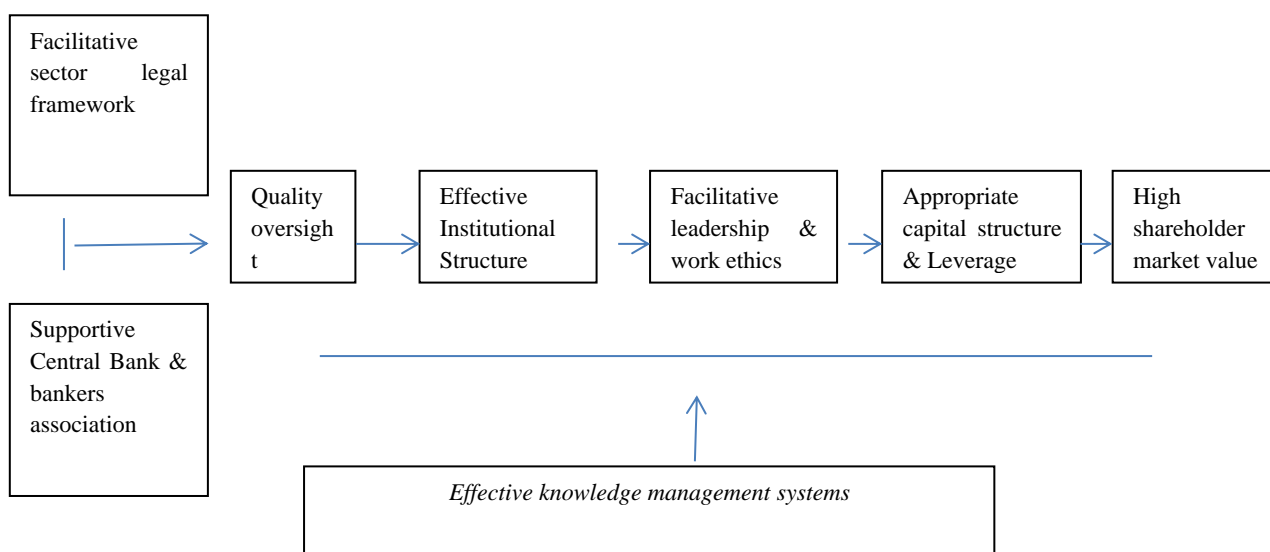 Facilitative
sector legal
framework
Quality
oversigh
t
Effective
Institutional
Structure
Facilitative
leadership &
work ethics
Appropriate
capital structure
& Leverage
High
shareholder
market value
Supportive
Central Bank &
bankers
association
Effective knowledge management systems